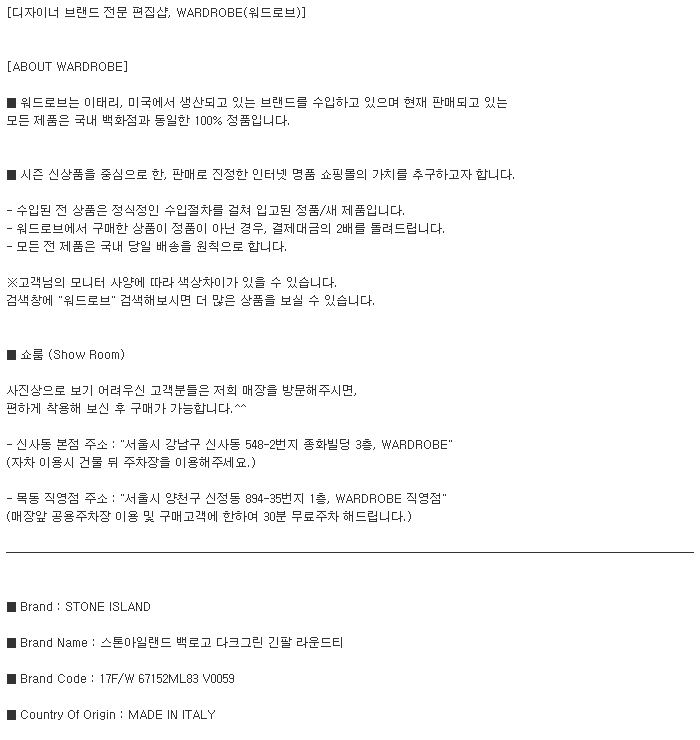 [디자이너 브랜드 전문 편집샵, WARDROBE(워드로브)]
[ABOUT WARDROBE]
■ 워드로브는 이태리, 미국에서 생산되고 있는 브랜드를 수입하고 있으며 현재 판매되고 있는
모든 제품은 국내 백화점과 동일한 100% 정품입니다.
■ 시즌 신상품을 중심으로 한, 판매로 진정한 인터넷 명품 쇼핑몰의 가치를 추구하고자 합니다.
- 수입된 전 상품은 정식정인 수입절차를 걸쳐 입고된 정품/새 제품입니다.
- 워드로브에서 구매한 상품이 정품이 아닌 경우, 결제대금의 2배를 돌려드립니다.
- 모든 전 제품은 국내 당일 배송을 원칙으로 합니다.
※고객님의 모니터 사양에 따라 색상차이가 있을 수 있습니다.
검색창에 "워드로브" 검색해보시면 더 많은 상품을 보실 수 있습니다.
■ 쇼룸 (Show Room)
사진상으로 보기 어려우신 고객분들은 저희 매장을 방문해주시면,
편하게 착용해 보신 후 구매가 가능합니다.^^
- 신사동 본점 주소 : "서울시 강남구 신사동 548-2번지 종화빌딩 3층, WARDROBE"
(자차 이용시 건물 뒤 주차장을 이용해주세요.)
- 목동 직영점 주소 : "서울시 양천구 신정동 894-35번지 1층, WARDROBE 직영점"
(매장앞 공용주차장 이용 및 구매고객에 한하여 30분 무료주차 해드립니다.)
■ Brand : STONE ISLAND
■ Brand Name : 스톤아일랜드 백로고 다크그린 긴팔 라운드티
■ Brand Code : 17F/W 67152ML83 V0059
■ Country Of Origin : MADE IN ITALY